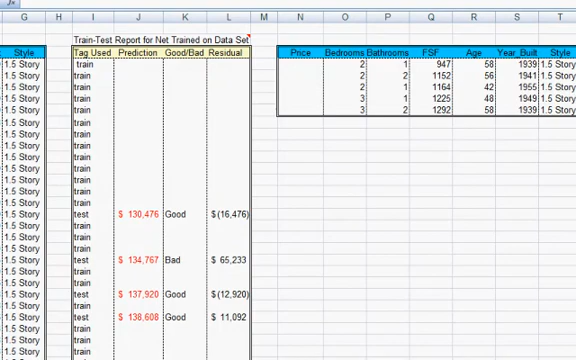 G H I J K L M N O P Q R S T
Train-Test Report for Net Trained on Data Set
Style Tag Used Prediction Good/Bad Residual Price Bedrooms Bathrooms FSF Age Year_Built Style
1.5 Story train 2 1 947 58 1939 1.5 Story
1.5 Story train 2 2 1152 56 1941 1.5 Story
1.5 Story train 2 1 1164 42 1955 1.5 Story
1.5 Story train 3 1 1225 48 1949 1.5 Story
1.5 Story train 3 2 1292 58 1939 1.5 Story
1.5 Story train
1.5 Story train
1.5 Story train
1.5 Story train
1.5 Story train
1.5 Story train
1.5 Story train
1.5 Story train
1.5 Story test $ 130,476 Good $(16,476)
1.5 Story train
1.5 Story train
1.5 Story train
1.5 Story test $ 134,767 Bad $ 65,233
1.5 Story train
1.5 Story train
1.5 Story test $ 137,920 Good $(12,920)
1.5 Story train
1.5 Story test $ 138,608 Good $ 11,092
1.5 Story train
1.5 Story train
1.5 Story train